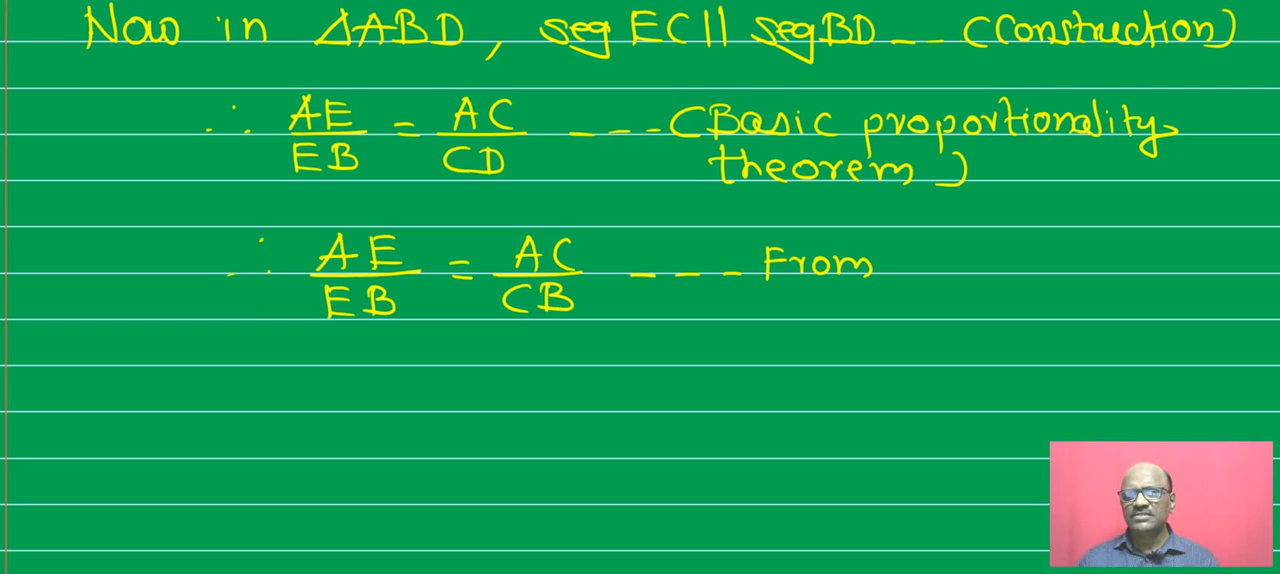 Now in ΔABD, seg EC || seg BD -- (Construction)
∴ AE/EB = AC/CD ---- (Basic proportionality
theorem)
∴ AE/EB = AC/CB ---- From